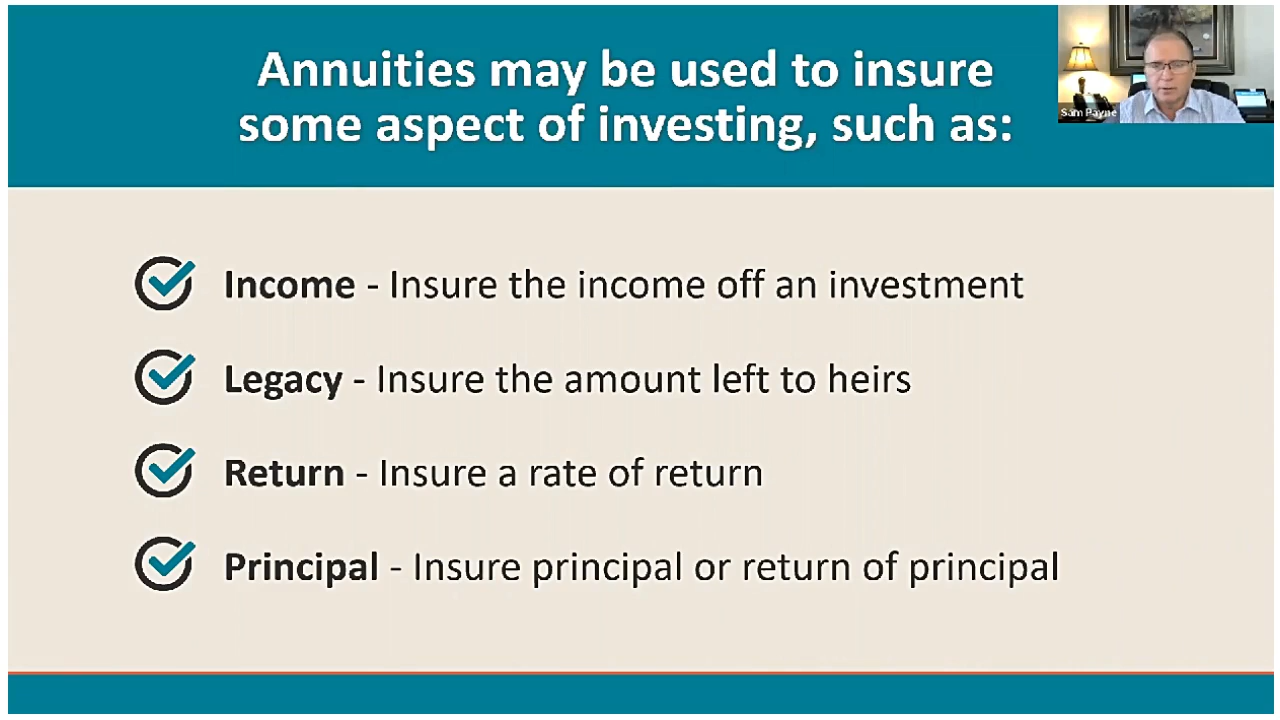 Annuities may be used to insure
some aspect of investing, such as:
Sam Payne
Income - Insure the income off an investment
Legacy - Insure the amount left to heirs
Return - Insure a rate of return
Principal - Insure principal or return of principal